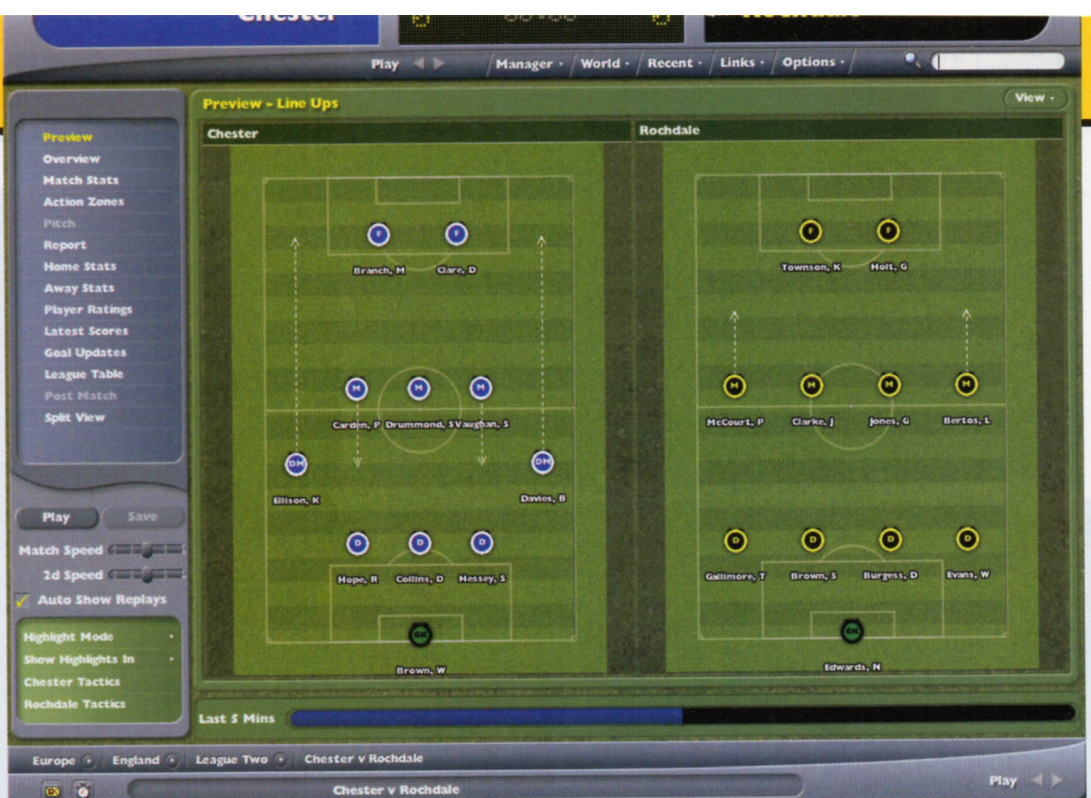 Chester
Rochdale
Play
Manager
World
Recent
Links
Options
Preview - Line Ups
View
Preview
Overview
Match Stats
Action Zones
Pitch
Report
Home Stats
Away Stats
Player Ratings
Latest Scores
Goal Updates
League Table
Post Match
Split View
Play
Save
Match Speed
2d Speed
Auto Show Replays
Highlight Mode
Show Highlights In
Chester Tactics
Rochdale Tactics
Chester
F F
Branch, M Clare, D
M M M
Carden, P Drummond, S Vaughan, S
DM DM
Ellison, K Davies, B
D D D
Hope, R Collins, D Hessey, S
GK
Brown, W
Rochdale
F F
Townson, K Holt, G
M M M M
McCourt, P Clarke, J Jones, G Bertos, L
D D D D
Gallimore, T Brown, S Burgess, D Evans, W
GK
Edwards, N
Last 5 Mins
Europe England League Two Chester v Rochdale
Chester v Rochdale
Play